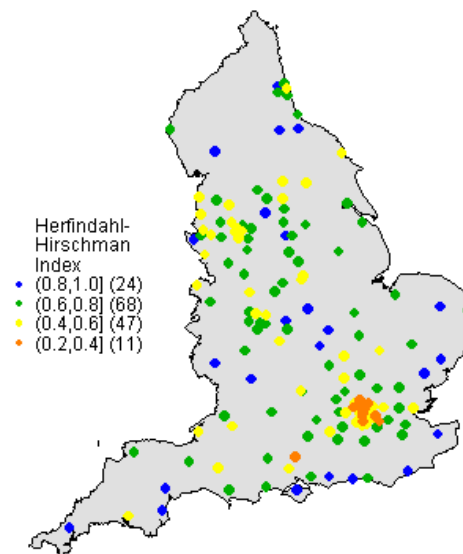 Herfindahl-
Hirschman
Index
(0.8,1.0] (24)
(0.6,0.8] (68)
(0.4,0.6] (47)
(0.2,0.4] (11)